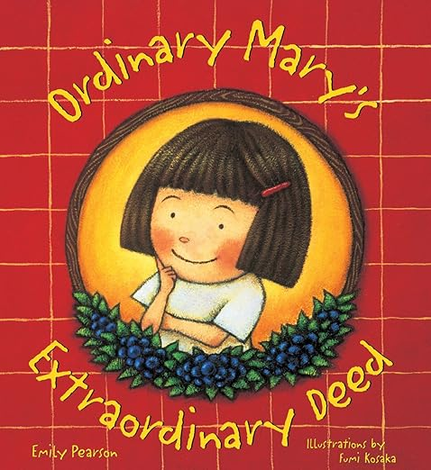 Ordinary Mary's
Extraordinary Deed
Emily Pearson
Illustrations by
Fumi Kosaka